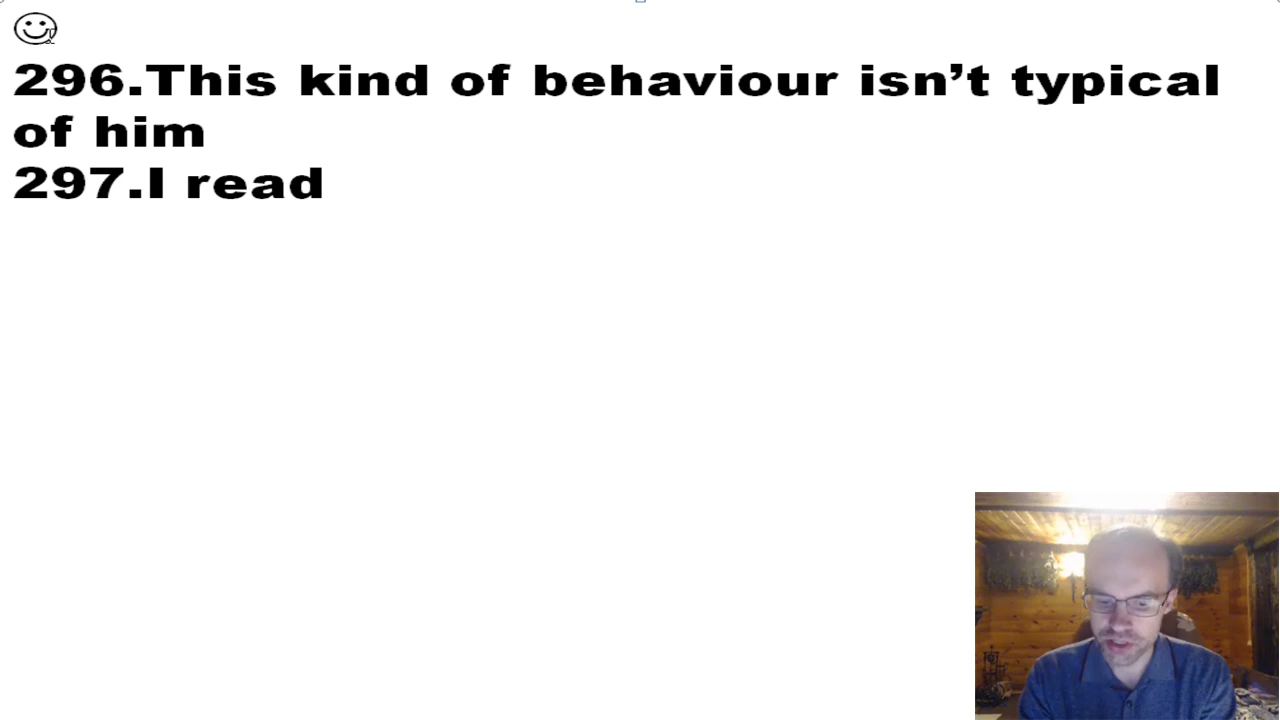 296.This kind of behaviour isn’t typical
of him
297.I read